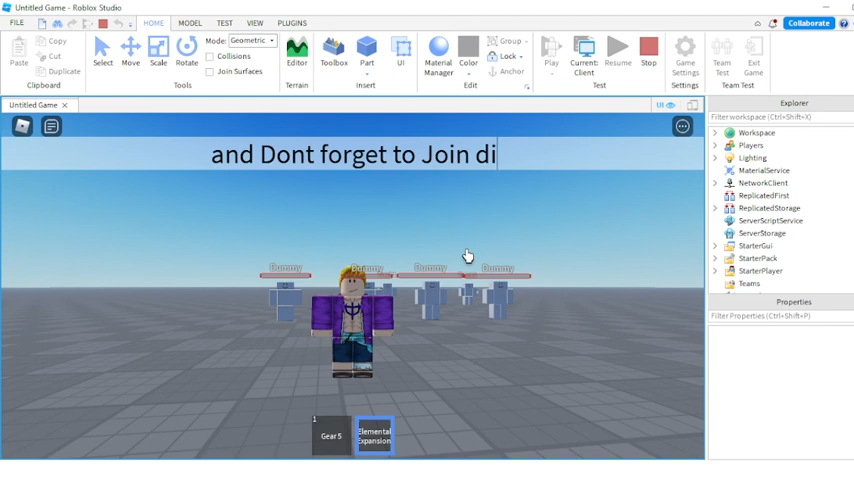 Untitled Game - Roblox Studio
FILE HOME MODEL TEST VIEW PLUGINS Collaborate
Paste Copy Cut Duplicate
Select Move Scale Rotate
Mode: Geometric
Collisions
Join Surfaces
Editor Toolbox Part UI
Material Manager Color
Group
Lock
Anchor
Play Current: Client Resume Stop
Game Settings
Team Test
Exit Game
Clipboard Tools Terrain Insert Edit Test Settings Team Test
Untitled Game
UI
Explorer
Filter workspace (Ctrl+Shift+X)
Workspace
Players
Lighting
MaterialService
NetworkClient
ReplicatedFirst
ReplicatedStorage
ServerScriptService
ServerStorage
StarterGui
StarterPack
StarterPlayer
Teams
Properties
Filter Properties (Ctrl+Shift+P)
and Dont forget to Join di
Dummy Dummy Dummy Dummy
1
Gear 5
Elemental
Expansion